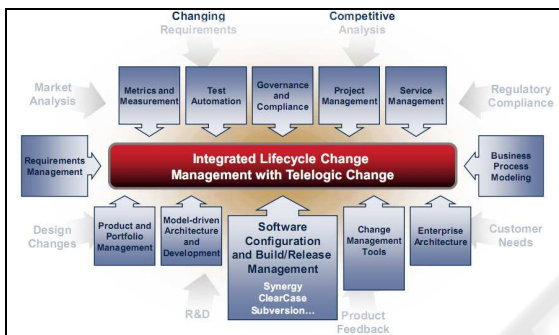 Changing
Requirements
Competitive
Analysis
Market
Analysis
Metrics and
Measurement
Test
Automation
Governance
and
Compliance
Project
Management
Service
Management
Regulatory
Compliance
Requirements
Management
Integrated Lifecycle Change
Management with Telelogic Change
Business
Process
Modeling
Design
Changes
Product and
Portfolio
Management
Model-driven
Architecture
and
Development
Software
Configuration
and Build/Release
Management
Synergy
ClearCase
Subversion...
Change
Management
Tools
Enterprise
Architecture
Customer
Needs
R&D
Product
Feedback